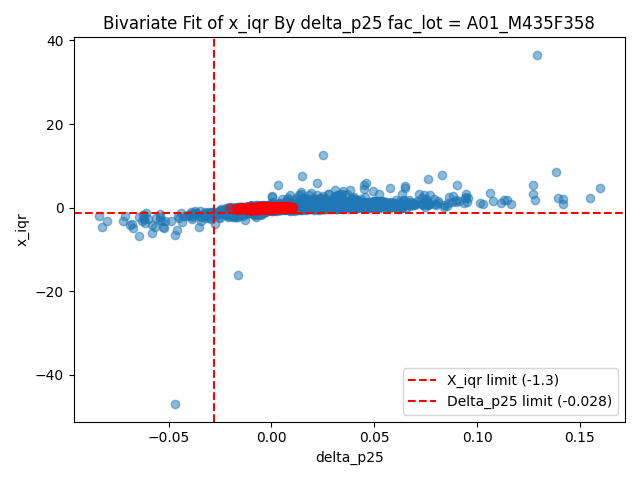 Bivariate Fit of x_iqr By delta_p25 fac_lot = A01_M435F358
40
20
0
−20
−40
x_iqr
−0.05
0.00
0.05
0.10
0.15
delta_p25
X_iqr limit (-1.3)
Delta_p25 limit (-0.028)